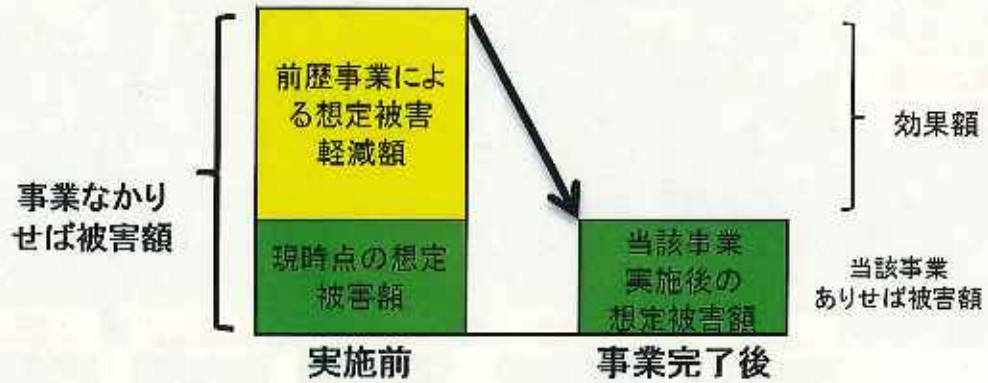 前歴事業によ
る想定被害
軽減額
効果額
事業なかり
せば被害額
現時点の想定
被害額
当該事業
実施後の
想定被害額
当該事業
ありせば被害額
実施前
事業完了後